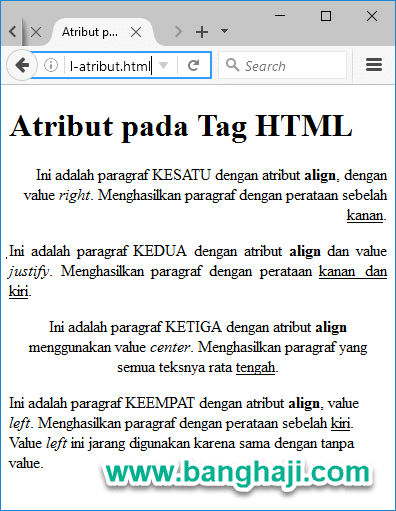 Atribut p...
l-atribut.html
Search
Atribut pada Tag HTML
Ini adalah paragraf KESATU dengan atribut align, dengan
value right. Menghasilkan paragraf dengan perataan sebelah
kanan.
Ini adalah paragraf KEDUA dengan atribut align dan value
justify. Menghasilkan paragraf dengan perataan kanan dan
kiri.
Ini adalah paragraf KETIGA dengan atribut align
menggunakan value center. Menghasilkan paragraf yang
semua teksnya rata tengah.
Ini adalah paragraf KEEMPAT dengan atribut align, value
left. Menghasilkan paragraf dengan perataan sebelah kiri.
Value left ini jarang digunakan karena sama dengan tanpa
value.
www.banghaji.com